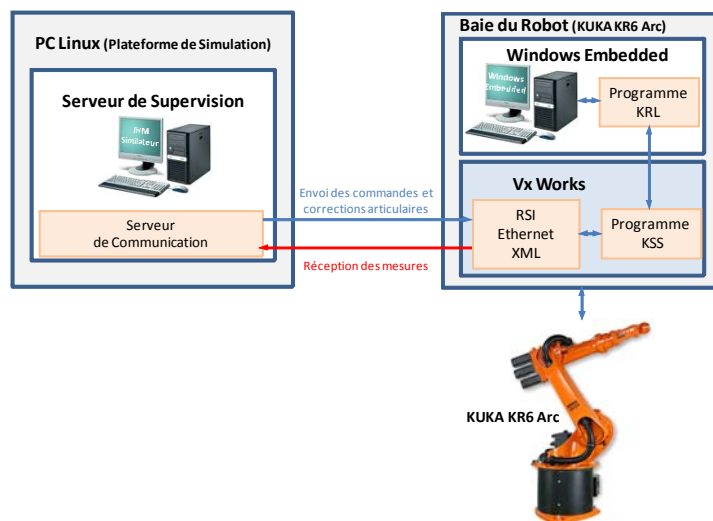 PC Linux (Plateforme de Simulation)
Serveur de Supervision
IHM
Simulateur
Serveur
de Communication
Envoi des commandes et
corrections articulaires
Réception des mesures
Baie du Robot (KUKA KR6 Arc)
Windows Embedded
Windows
Embedded
Programme
KRL
Vx Works
RSI
Ethernet
XML
Programme
KSS
KUKA KR6 Arc